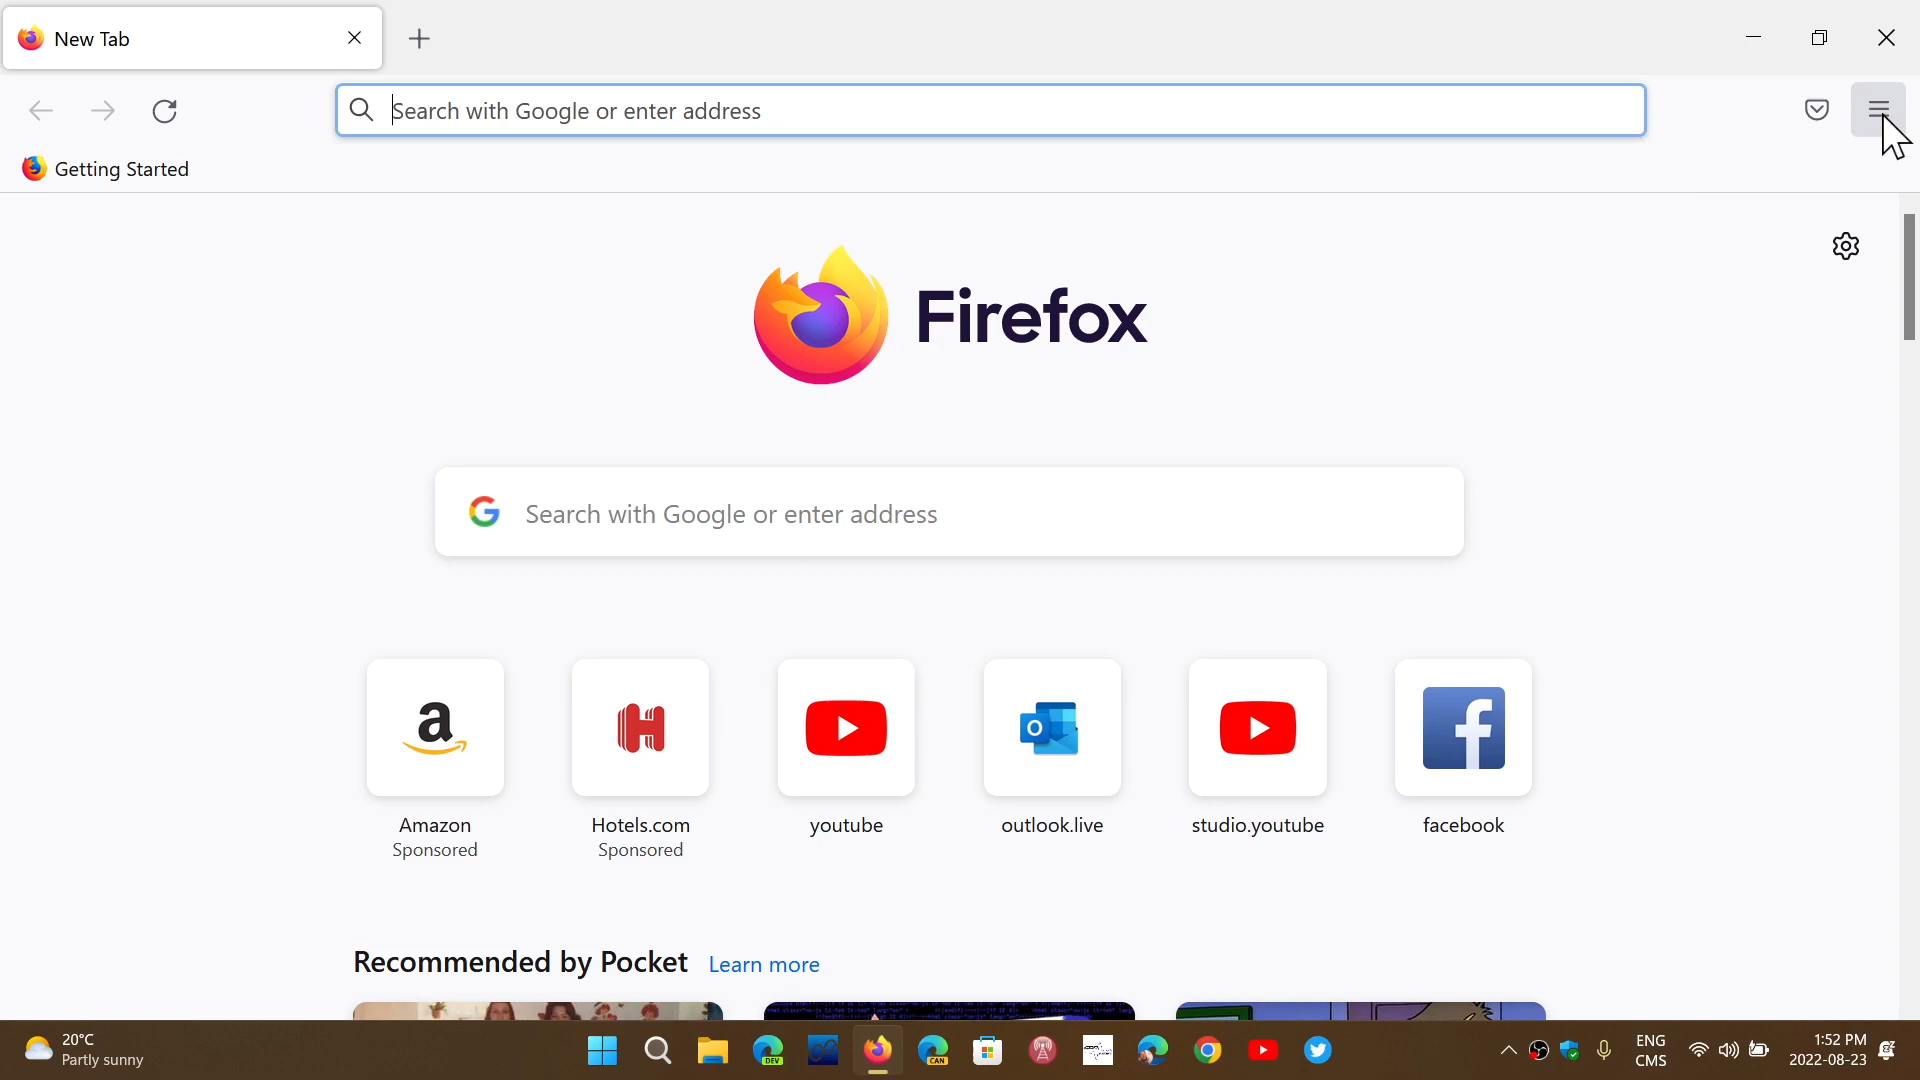 New Tab
Search with Google or enter address
Getting Started
Firefox
Search with Google or enter address
Amazon
Sponsored
Hotels.com
Sponsored
youtube
outlook.live
studio.youtube
facebook
Recommended by Pocket Learn more
20°C
Partly sunny
DEV
CAN
ENG
CMS
1:52 PM
2022-08-23